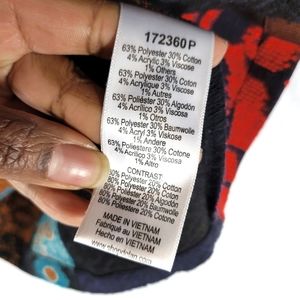 172360P
63% Polyester 30% Cotton
4% Acrylic 3% Viscose
1% Others
63% Polyester 30% Cotton
4% Acrylique 3% Viscose
1% Autres
63% Poliéster 30% Algodón
4% Acrílico 3% Viscosa
1% Otros
63% Polyester 30% Baumwolle
4% Acryl 3% Viskose
1% Andere
63% Poliestere 30% Cotone
4% Acrilico 3% Viscosa
1% Altro
CONTRAST
80% Polyester 20% Cotton
80% Polyester 20% Coton
80% Poliéster 20% Algodón
80% Polyester 20% Baumwolle
80% Poliestere 20% Cotone
MADE IN VIETNAM
Fabriqué au VIETNAM
Hecho en VIETNAM